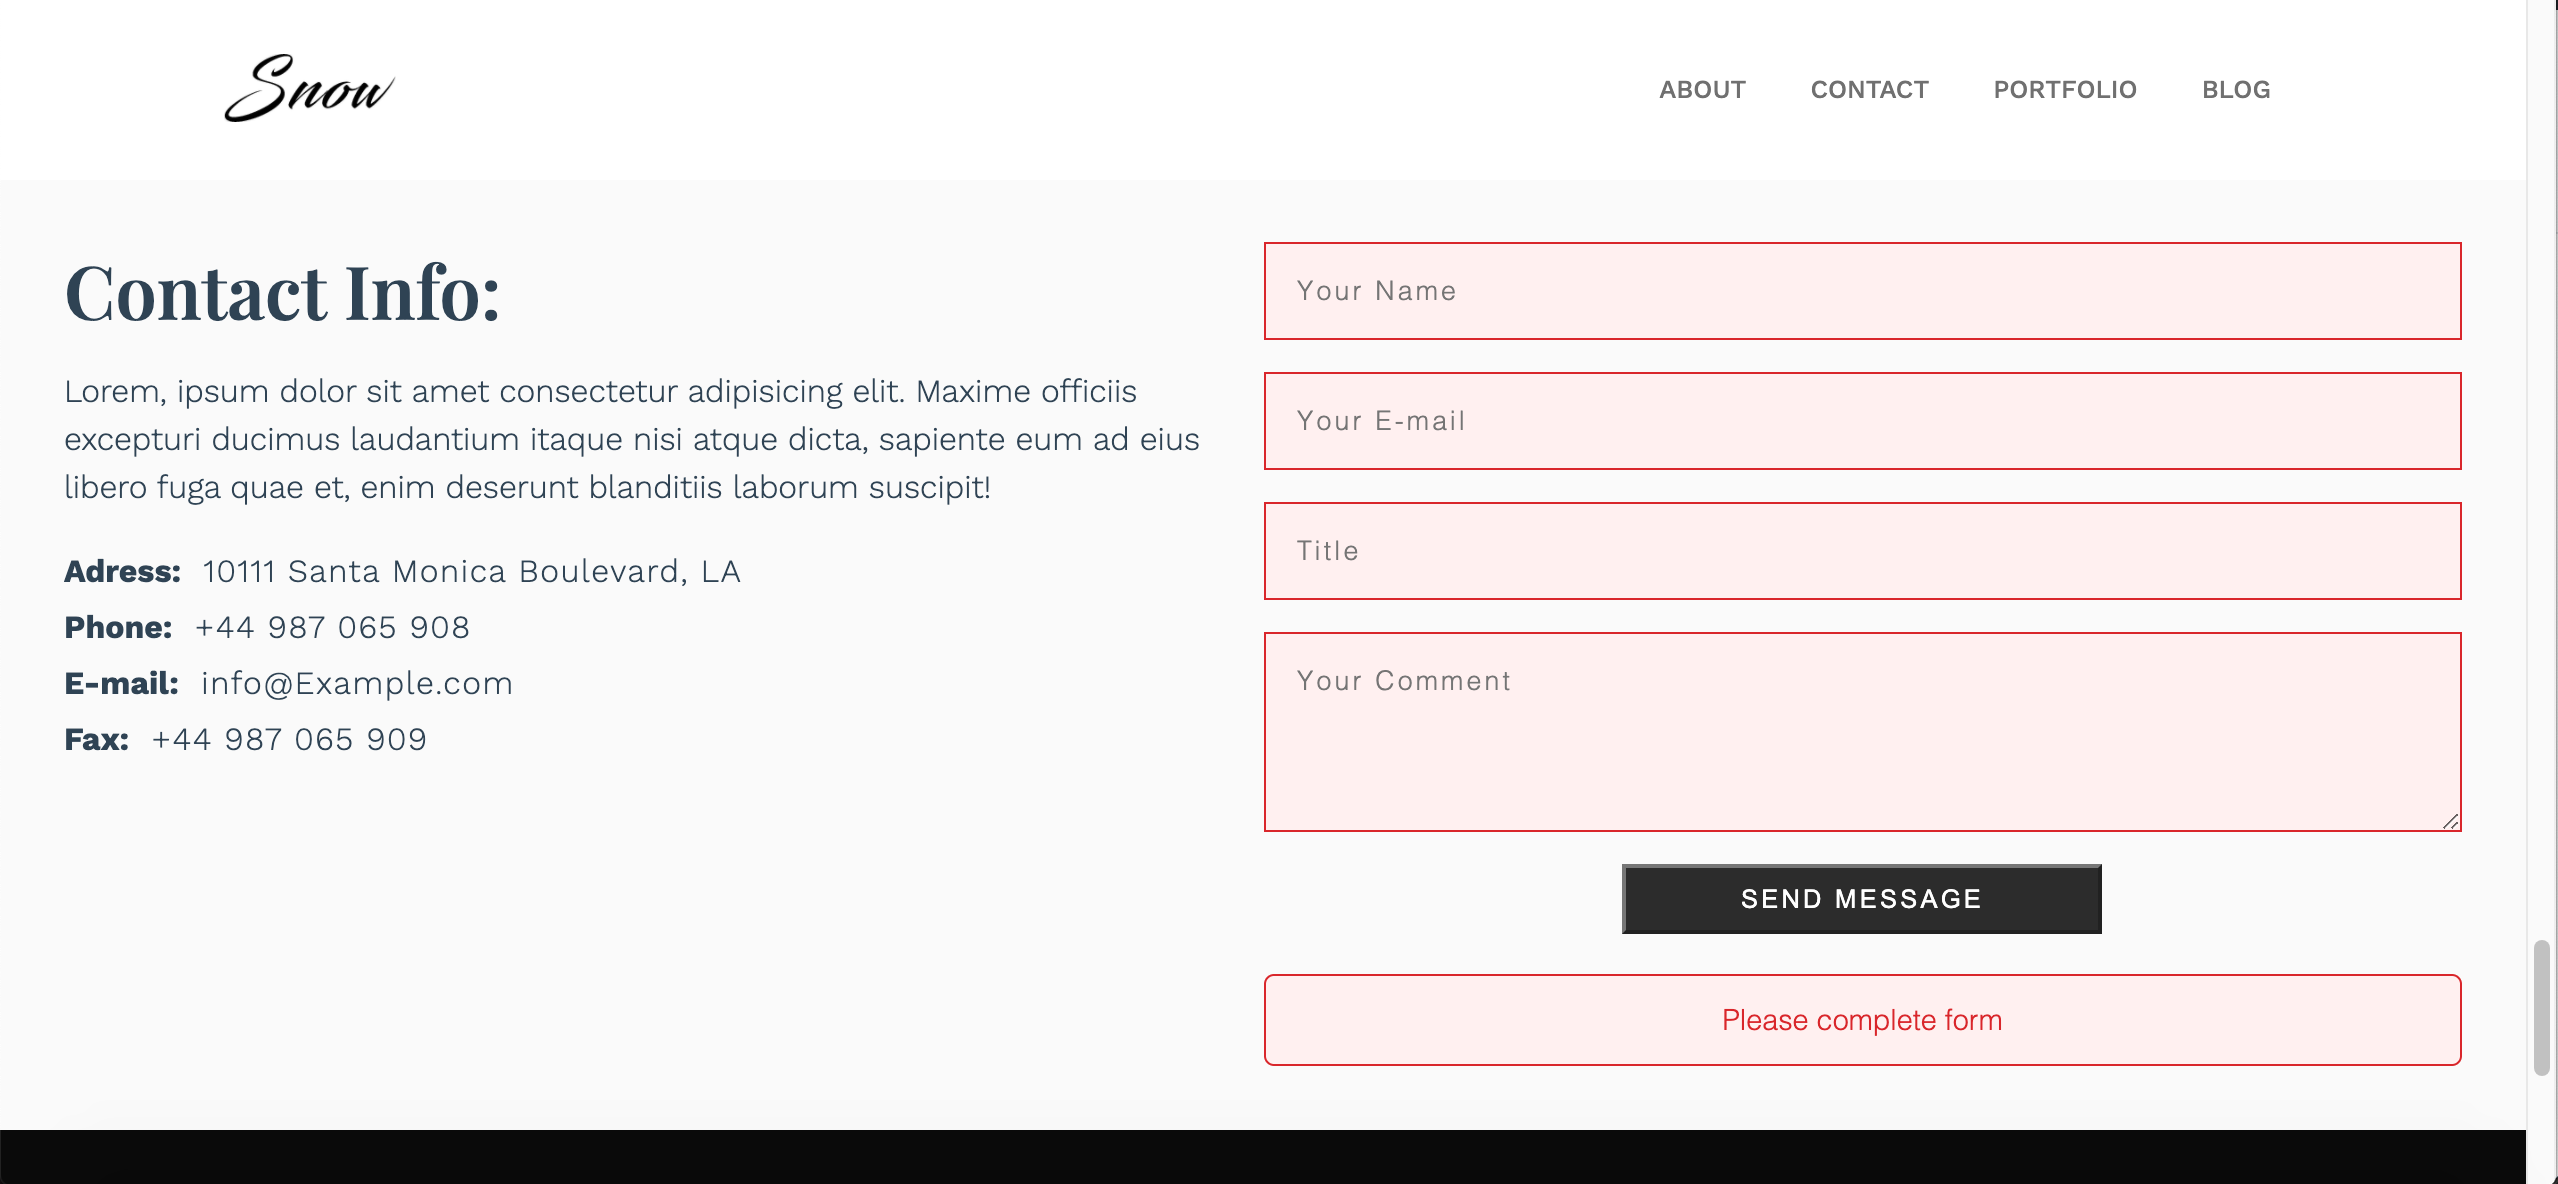 Snow
ABOUT CONTACT PORTFOLIO BLOG
Contact Info:
Lorem, ipsum dolor sit amet consectetur adipisicing elit. Maxime officiis
excepturi ducimus laudantium itaque nisi atque dicta, sapiente eum ad eius
libero fuga quae et, enim deserunt blanditiis laborum suscipit!
Adress: 10111 Santa Monica Boulevard, LA
Phone: +44 987 065 908
E-mail: info@Example.com
Fax: +44 987 065 909
Your Name
Your E-mail
Title
Your Comment
SEND MESSAGE
Please complete form